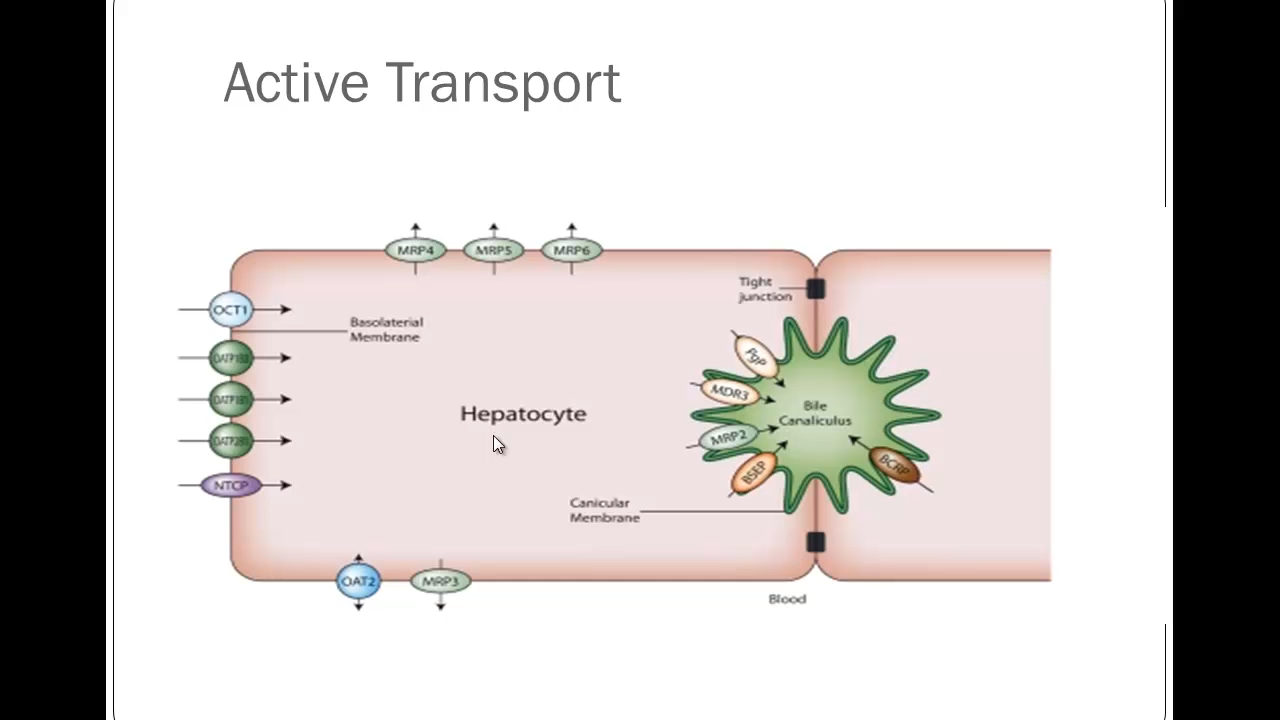 Active Transport
MRP4
MRP5
MRP6
OCT1
Tight
junction
Basolaterial
Membrane
OATP1B3
PgP
MDR3
Bile
Canaliculus
Hepatocyte
MRP2
BSEP
BCRP
NTCP
Canicular
Membrane
OAT2
MRP3
Blood